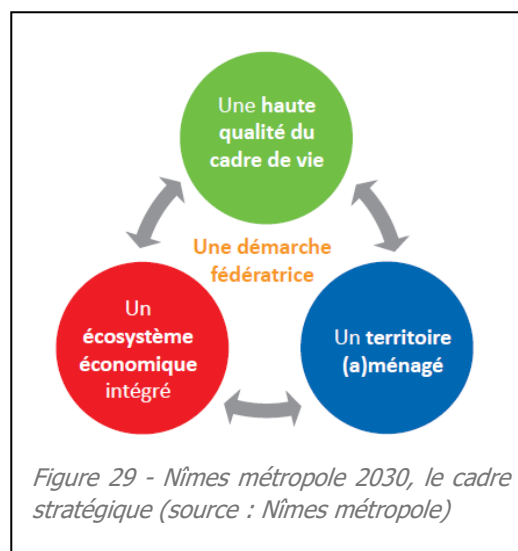 Une haute
qualité du
cadre de vie
Une démarche
fédératrice
Un
écosystème
économique
intégré
Un territoire
(a)ménagé
Figure 29 - Nîmes métropole 2030, le cadre
stratégique (source : Nîmes métropole)